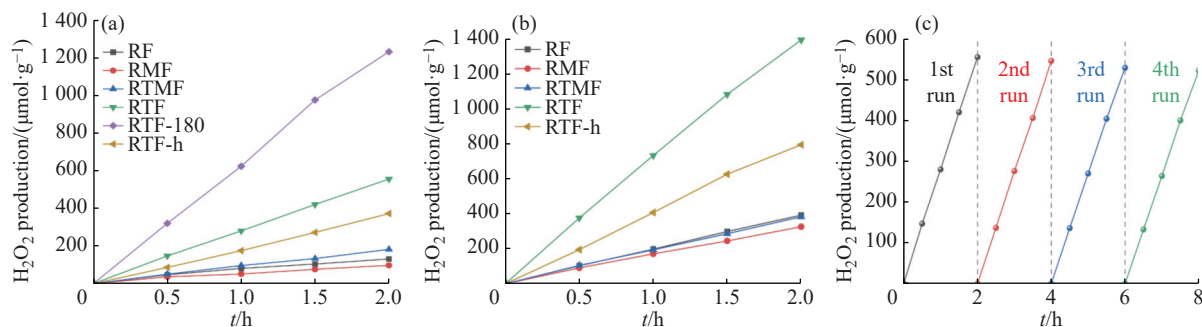 (a)
H₂O₂ production/(μmol·g⁻¹)
1 400
1 200
1 000
800
600
400
200
0
0.5
1.0
1.5
2.0
t/h
RF
RMF
RTMF
RTF
RTF-180
RTF-h
(b)
H₂O₂ production/(μmol·g⁻¹)
1 400
1 200
1 000
800
600
400
200
0
0.5
1.0
1.5
2.0
t/h
RF
RMF
RTMF
RTF
RTF-h
(c)
H₂O₂ production/(μmol·g⁻¹)
600
500
400
300
200
100
0
2
4
6
8
t/h
1st
run
2nd
run
3rd
run
4th
run